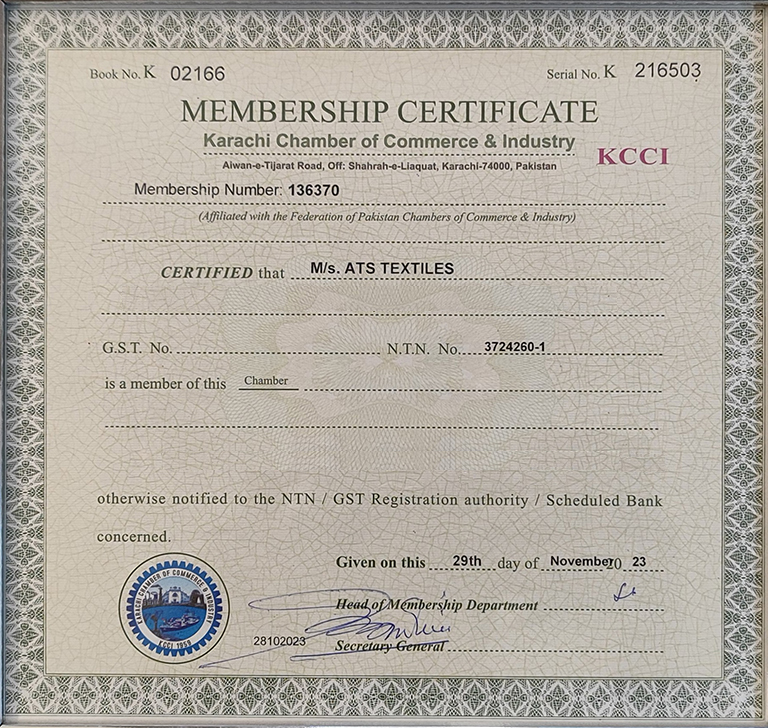 Book No. K 02166
Serial No. K 216503
MEMBERSHIP CERTIFICATE
Karachi Chamber of Commerce & Industry
KCCI
Aiwan-e-Tijarat Road, Off: Shahrah-e-Liaquat, Karachi-74000, Pakistan
Membership Number: 136370
(Affiliated with the Federation of Pakistan Chambers of Commerce & Industry)
CERTIFIED that M/s. ATS TEXTILES
G.S.T. No. N.T.N. No. 3724260-1
is a member of this Chamber
otherwise notified to the NTN / GST Registration authority / Scheduled Bank
concerned.
Given on this 29th day of November 23
Head of Membership Department
28102023
Secretary General
KARACHI CHAMBER OF COMMERCE & INDUSTRY
KCCI 1959